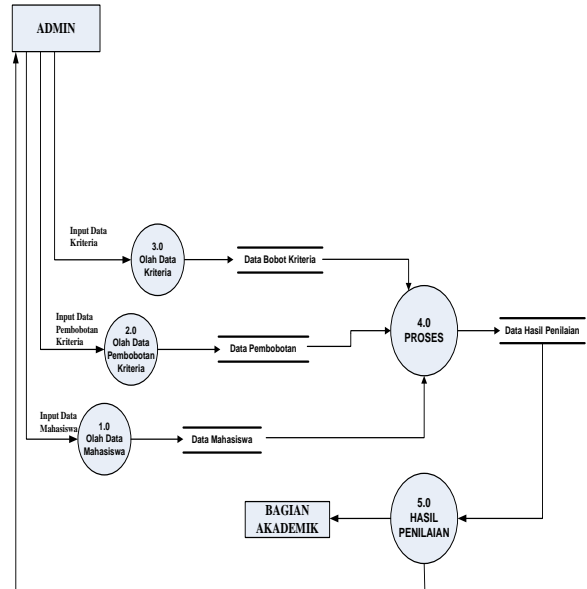 ADMIN
Input Data
Kriteria
3.0
Olah Data
Kriteria
Data Bobot Kriteria
Input Data
Pembobotan
Kriteria
2.0
Olah Data
Pembobotan
Kriteria
Data Pembobotan
4.0
PROSES
Data Hasil Penilaian
Input Data
Mahasiswa
1.0
Olah Data
Mahasiswa
Data Mahasiswa
BAGIAN
AKADEMIK
5.0
HASIL
PENILAIAN